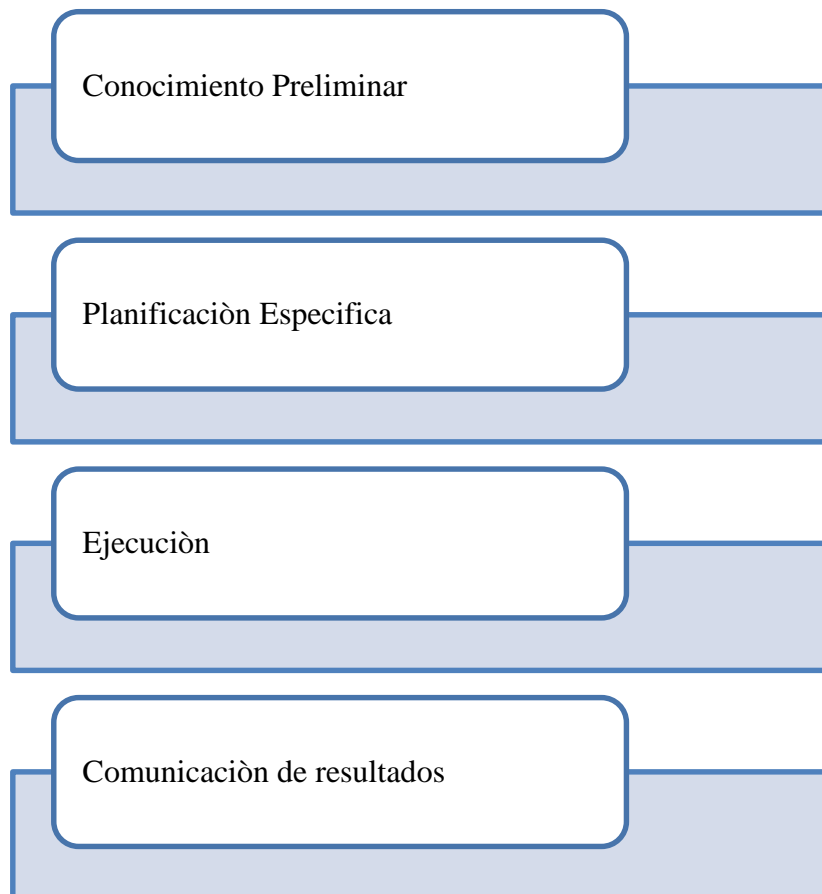 Conocimiento Preliminar
Planificaciòn Especifica
Ejecuciòn
Comunicaciòn de resultados